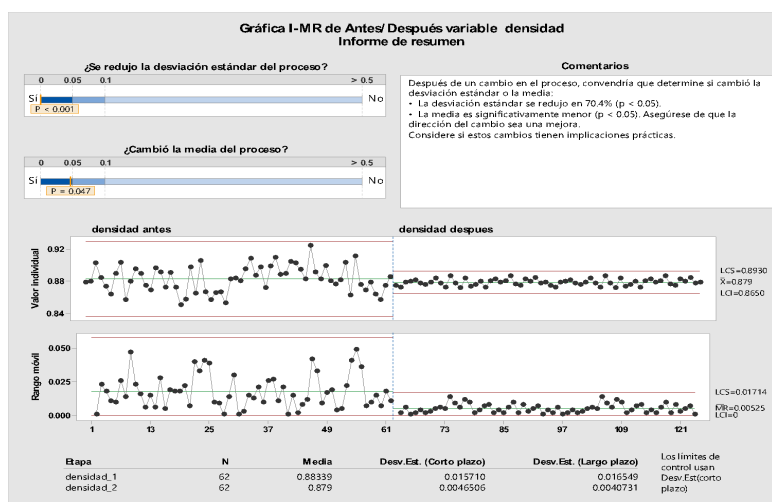 Gráfica I-MR de Antes/Después variable densidad
Informe de resumen
¿Se redujo la desviación estándar del proceso?
0 0.05 0.1 > 0.5
Sí No
P < 0.001
¿Cambió la media del proceso?
0 0.05 0.1 > 0.5
Sí No
P = 0.047
Comentarios
Después de un cambio en el proceso, convendría que determine si cambió la
desviación estándar o la media:
• La desviación estándar se redujo en 70.4% (p < 0.05).
• La media es significativamente menor (p < 0.05). Asegúrese de que la
dirección del cambio sea una mejora.
Considere si estos cambios tienen implicaciones prácticas.
densidad antes densidad despues
Valor individual
0.92
0.88
0.84
LCS=0.8930
X=0.879
LCI=0.8650
Rango móvil
0.050
0.025
0.000
LCS=0.01714
MR=0.00525
LCI=0
1 13 25 37 49 61 73 85 97 109 121
Etapa N Media Desv.Est. (Corto plazo) Desv.Est. (Largo plazo)
densidad_1 62 0.88339 0.015710 0.016549
densidad_2 62 0.879 0.0046506 0.0040731
Los límites de
control usan
Desv.Est(corto
plazo)